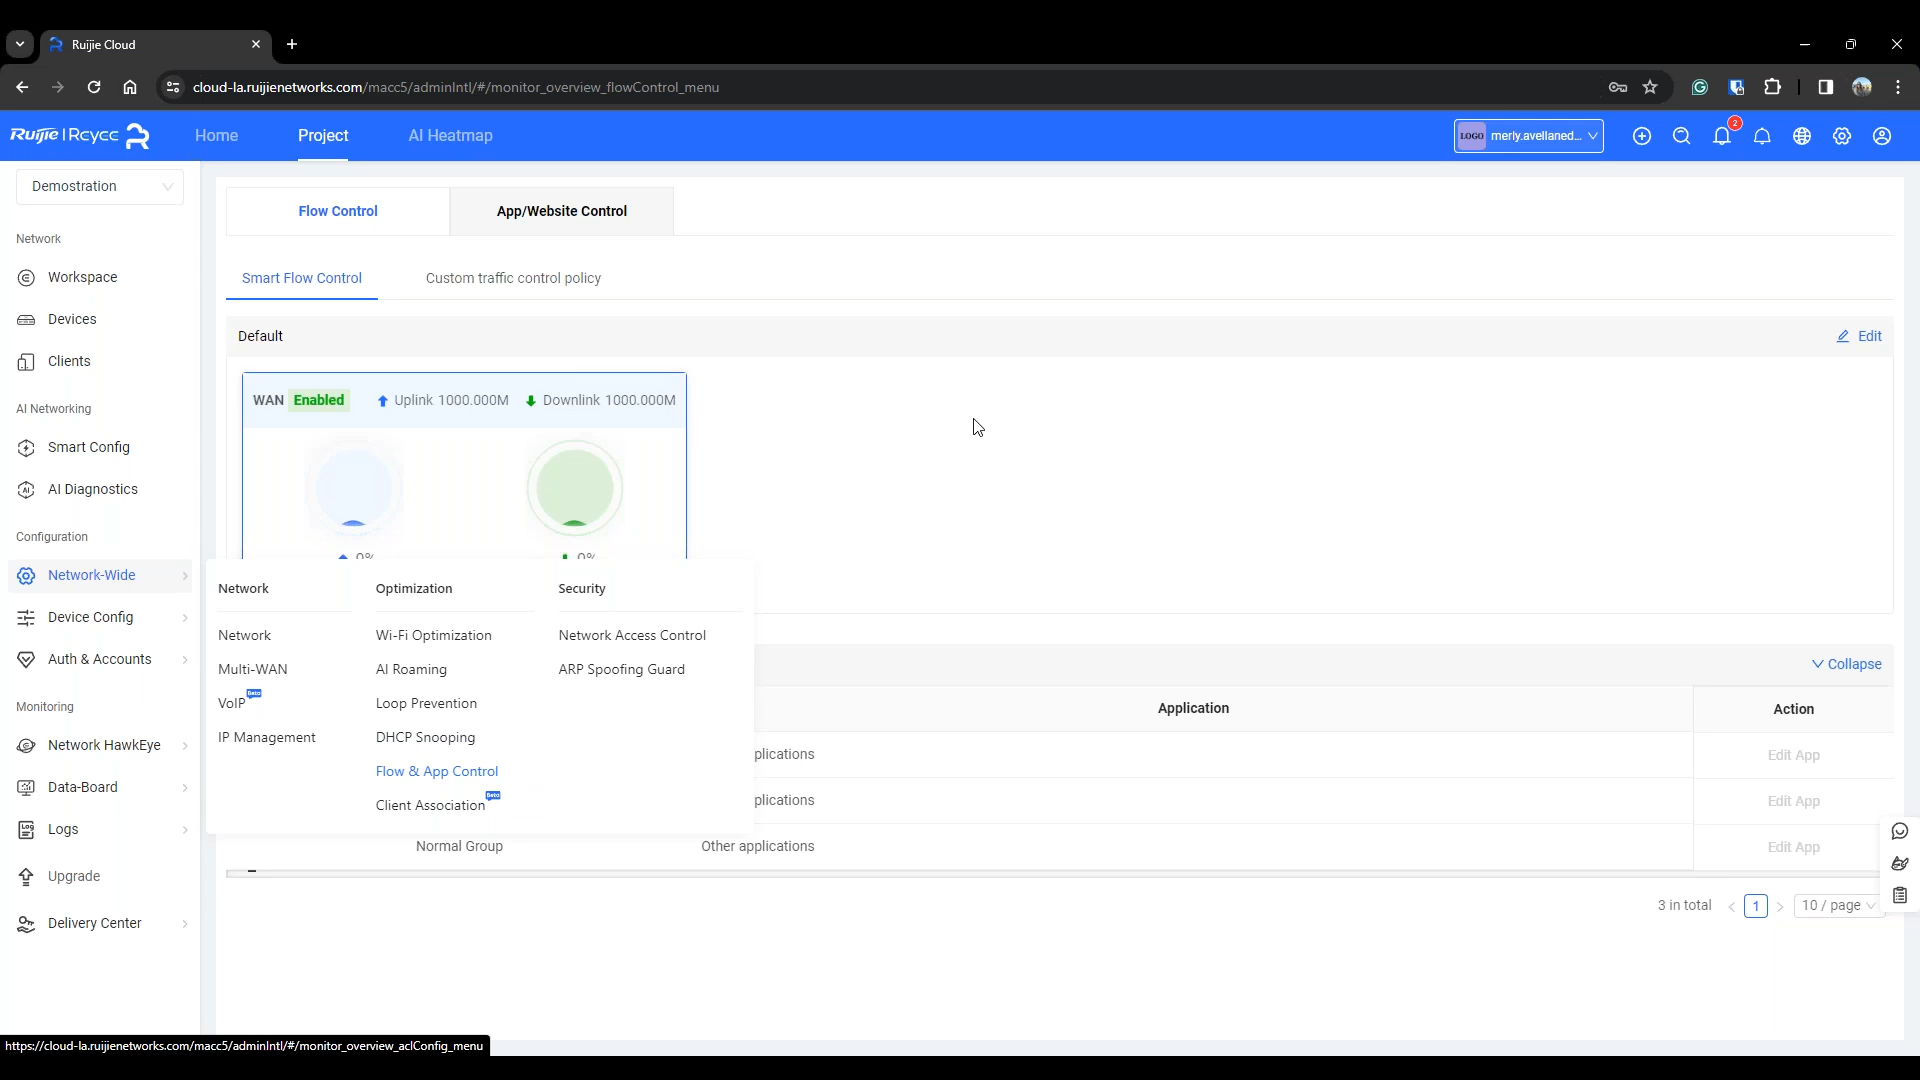 Ruijie Cloud
cloud-la.ruijienetworks.com/macc5/adminIntl/#/monitor_overview_flowControl_menu
Ruijie | Rcycc
Home
Project
AI Heatmap
LOGO
merly.avellaned...
2
Demostration
Flow Control
App/Website Control
Network
Workspace
Devices
Clients
AI Networking
Smart Config
AI Diagnostics
Configuration
Network-Wide
Device Config
Auth & Accounts
Monitoring
Network HawkEye
Data-Board
Logs
Upgrade
Delivery Center
Smart Flow Control
Custom traffic control policy
Default
Edit
WAN Enabled
Uplink 1000.000M
Downlink 1000.000M
0%
0%
Network
Network
Multi-WAN
VoIP
Beta
IP Management
Optimization
Wi-Fi Optimization
AI Roaming
Loop Prevention
DHCP Snooping
Flow & App Control
Client Association
Beta
Security
Network Access Control
ARP Spoofing Guard
Collapse
Application
Action
plications
Edit App
plications
Edit App
Normal Group
Other applications
Edit App
3 in total
1
10 / page
https://cloud-la.ruijienetworks.com/macc5/adminIntl/#/monitor_overview_aclConfig_menu